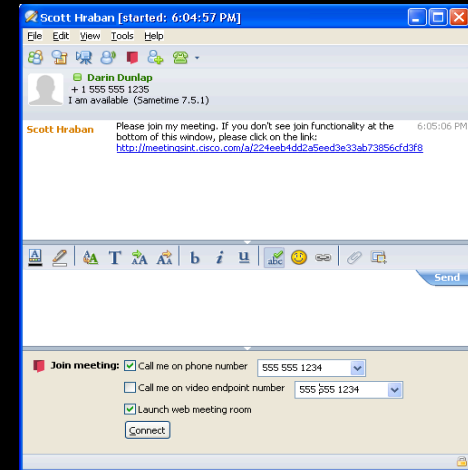 Scott Hraban [started: 6:04:57 PM]
File Edit View Tools Help
Darin Dunlap
+ 1 555 555 1235
I am available (Sametime 7.5.1)
Scott Hraban Please join my meeting. If you don't see join functionality at the 6:05:06 PM
bottom of this window, please click on the link:
http://meetingsint.cisco.com/a/224eeb4dd2a5eed3e33ab73856cfd3f8
A A A T A A A A b i u abc
Send
Join meeting: Call me on phone number 555 555 1234
Call me on video endpoint number 555 555 1234
Launch web meeting room
Connect